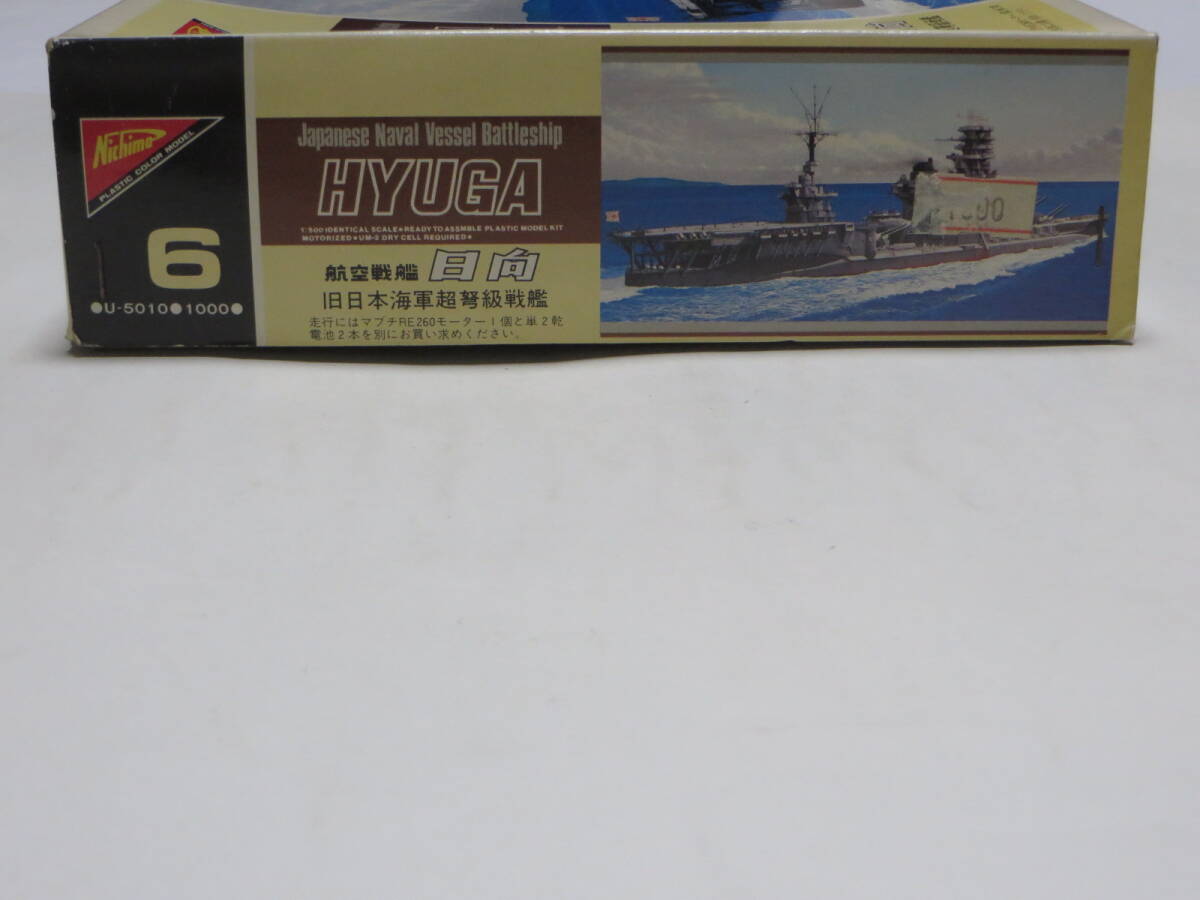 Nichimo
PLASTIC COLOR MODEL
6
●U-5010●1000●
Japanese Naval Vessel Battleship
HYUGA
1:500 IDENTICAL SCALE★READY TO ASSMBLE PLASTIC MODEL KIT
MOTORIZED★UM-2 DRY CELL REQUIRED★
航空戦艦 日向
旧日本海軍超弩級戦艦
走行にはマブチRE260モーター1個と単2乾
電池2本を別にお買い求めください。